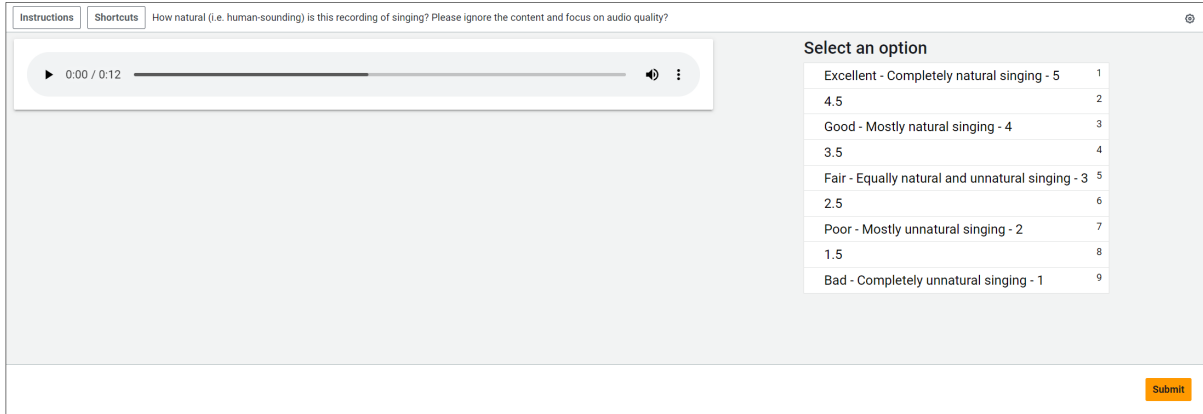 Instructions Shortcuts How natural (i.e. human-sounding) is this recording of singing? Please ignore the content and focus on audio quality?
0:00 / 0:12
Select an option
Excellent - Completely natural singing - 5 1
4.5 2
Good - Mostly natural singing - 4 3
3.5 4
Fair - Equally natural and unnatural singing - 3 5
2.5 6
Poor - Mostly unnatural singing - 2 7
1.5 8
Bad - Completely unnatural singing - 1 9
Submit